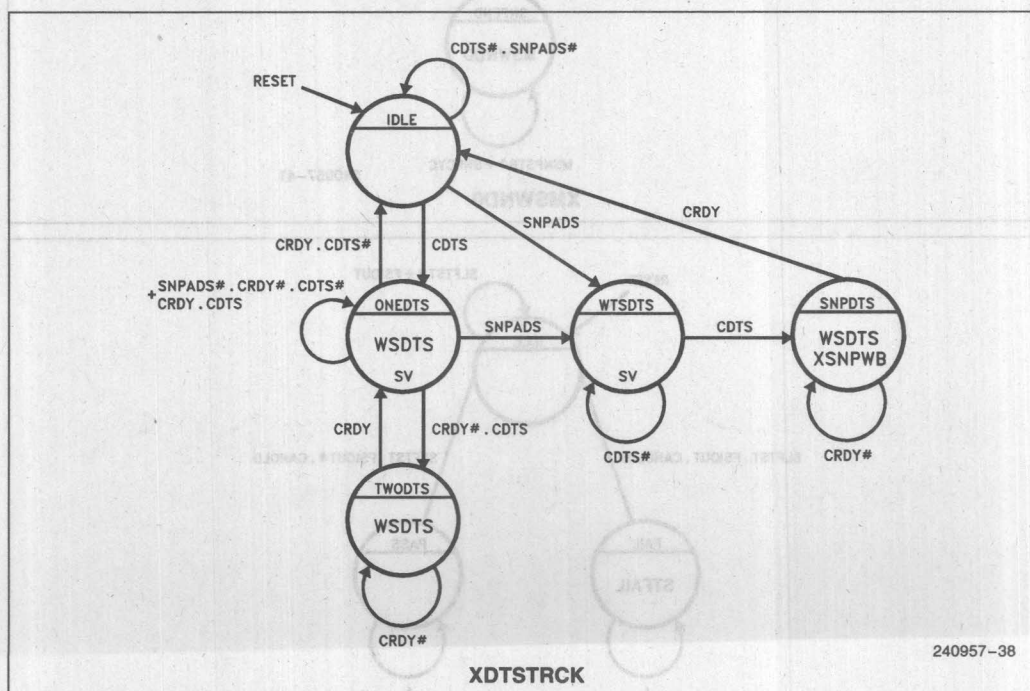 CDTS#.SNPADS#
RESET
IDLE
CRDY
SNPADS
CRDY.CDTS#
CDTS
+SNPADS#.CRDY#.CDTS#
CRDY.CDTS
ONEDTS
WSDTS
SV
SNPADS
WTSDTS
SV
CDTS
SNPDTS
WSDTS
XSNPWB
CRDY
CRDY#.CDTS
CDTS#
CRDY#
TWODTS
WSDTS
CRDY#
240957-38
XDTSTRCK